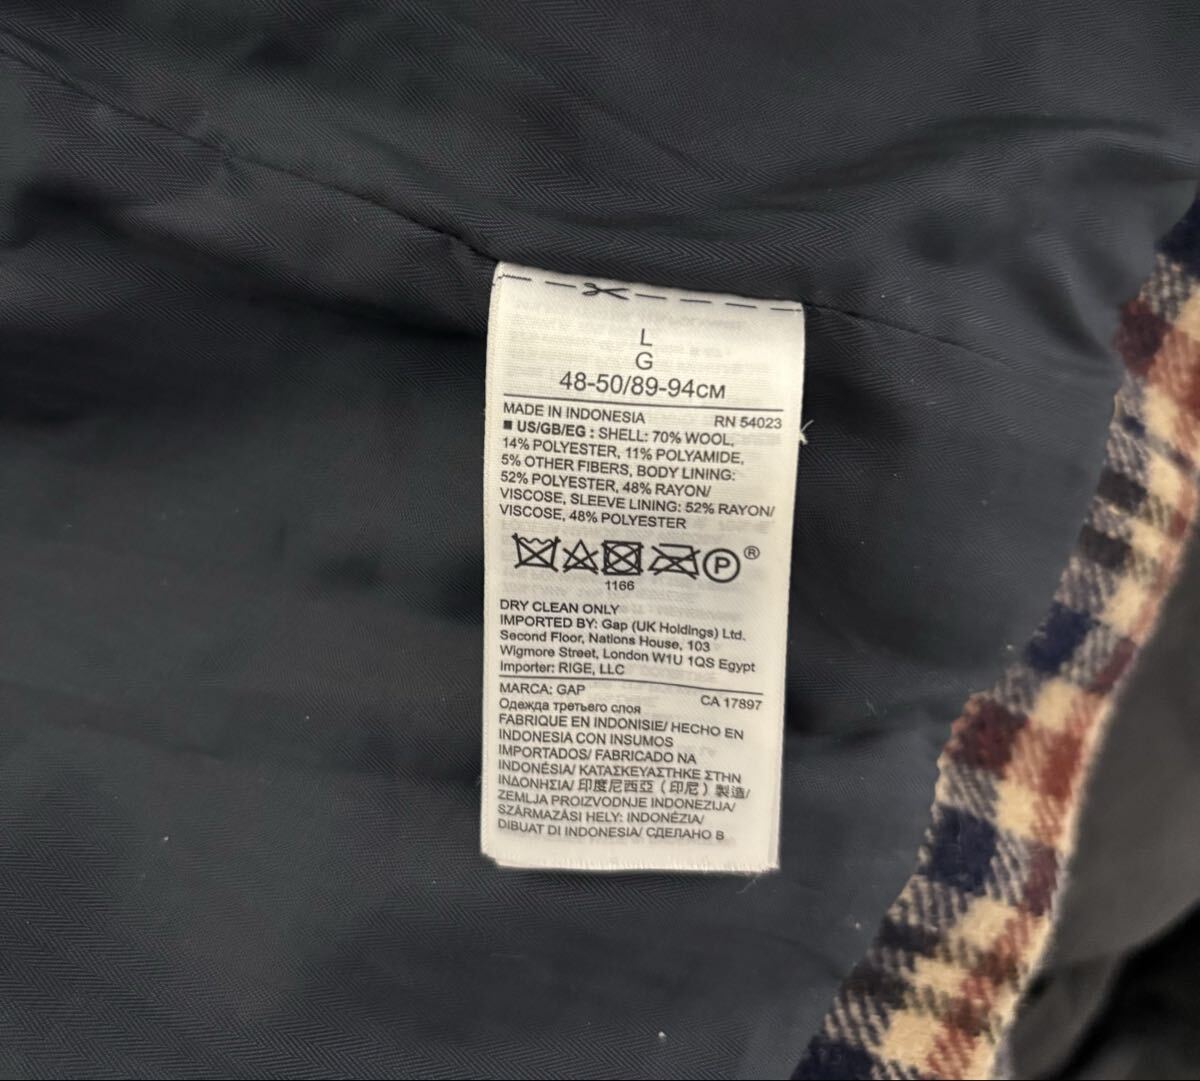 L
G
48-50/89-94см
MADE IN INDONESIA RN 54023
■ US/GB/EG : SHELL: 70% WOOL,
14% POLYESTER, 11% POLYAMIDE,
5% OTHER FIBERS, BODY LINING:
52% POLYESTER, 48% RAYON/
VISCOSE, SLEEVE LINING: 52% RAYON/
VISCOSE, 48% POLYESTER
P ®
1166
DRY CLEAN ONLY
IMPORTED BY: Gap (UK Holdings) Ltd.
Second Floor, Nations House, 103
Wigmore Street, London W1U 1QS Egypt
Importer: RIGE, LLC
MARCA: GAP CA 17897
Одежда третьего слоя
FABRIQUE EN INDONISIE/ HECHO EN
INDONESIA CON INSUMOS
IMPORTADOS/ FABRICADO NA
INDONÉSIA/ ΚΑΤΑΣΚΕΥΑΣΤΗΚΕ ΣΤΗΝ
ΙΝΔΟΝΗΣΙΑ/ 印度尼西亞（印尼）製造/
ZEMLJA PROIZVODNJE INDONEZIJA/
SZÁRMAZÁSI HELY: INDONÉZIA/
DIBUAT DI INDONESIA/ СДЕЛАНО В